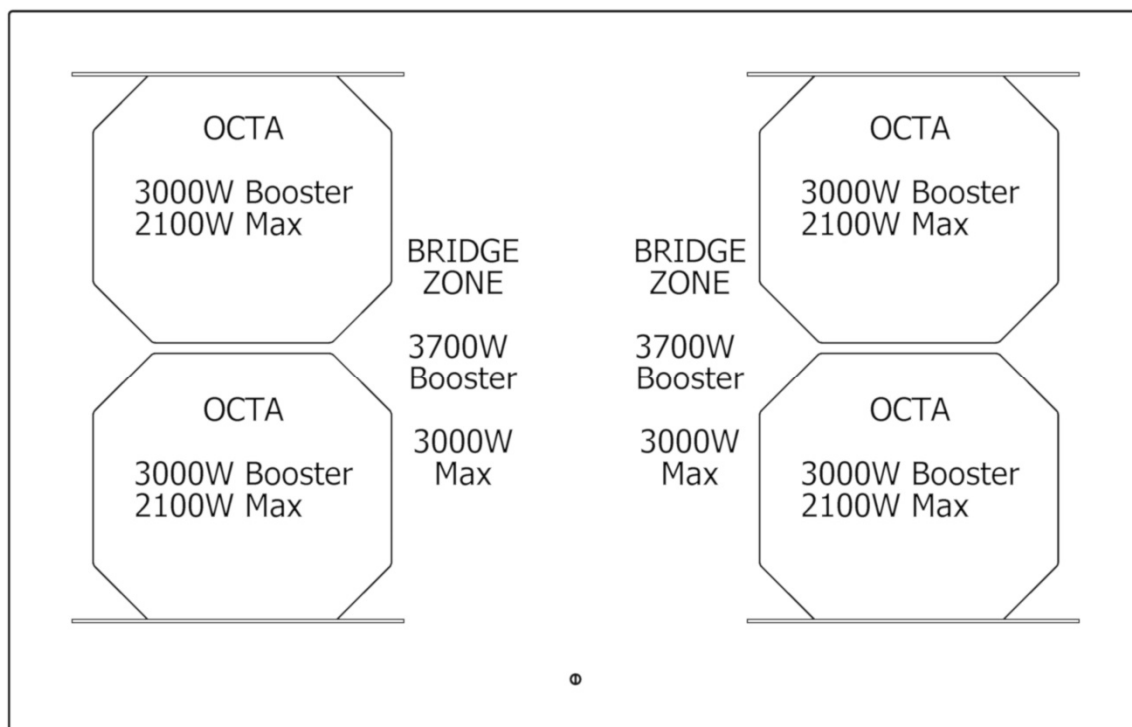 OCTA
3000W Booster
2100W Max
OCTA
3000W Booster
2100W Max
BRIDGE
ZONE
3700W
Booster
3000W
Max
BRIDGE
ZONE
3700W
Booster
3000W
Max
OCTA
3000W Booster
2100W Max
OCTA
3000W Booster
2100W Max